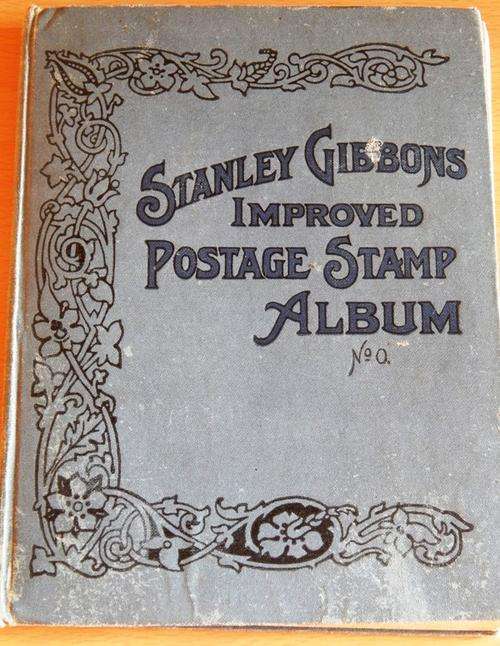 STANLEY GIBBONS
IMPROVED
POSTAGE STAMP
ALBUM
No 0.